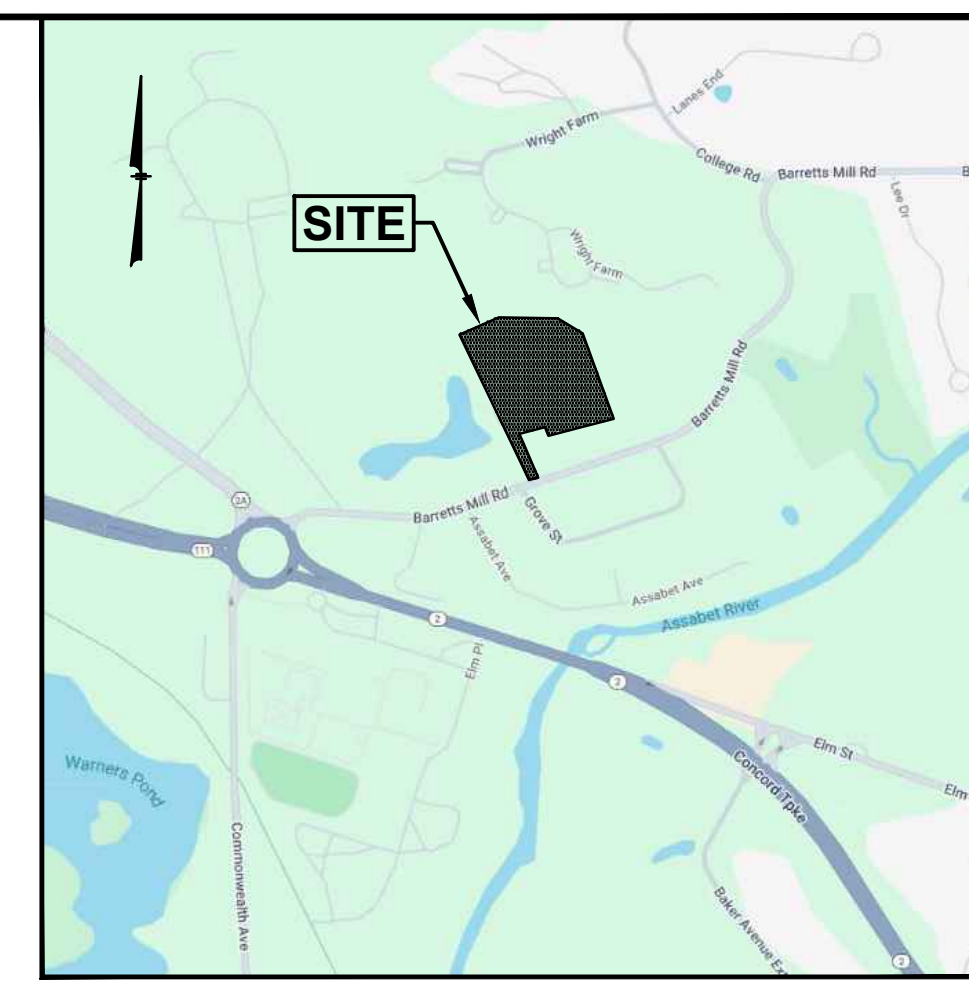 Lanes End
Wright Farm
College Rd
Barretts Mill Rd
B
Lee Dr
SITE
Wright Farm
Barretts Mill Rd
2A
Barretts Mill Rd
Grove St
111
Assabet Ave
Assabet Ave
Assabet River
2
Elm Pl
2
Elm St
Warners Pond
Concord Tpke
Elm
Commonwealth Ave
Baker Avenue Ext
2